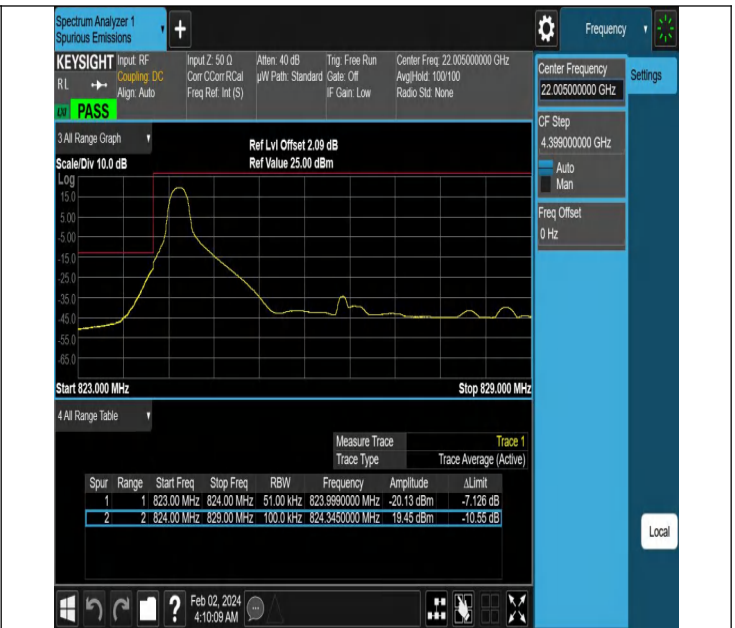 Spectrum Analyzer 1
Spurious Emissions
+
Frequency
KEYSIGHT
RL
PASS
Input: RF
Coupling: DC
Align: Auto
Input Z: 50 Ω
Corr CCorr RCal
Freq Ref: Int (S)
Atten: 40 dB
µW Path: Standard
Trig: Free Run
Gate: Off
IF Gain: Low
Center Freq: 22.005000000 GHz
Avg|Hold: 100/100
Radio Std: None
Center Frequency
22.005000000 GHz
Settings
CF Step
4.399000000 GHz
Auto
Man
Freq Offset
0 Hz
3 All Range Graph
Scale/Div 10.0 dB
Ref Lvl Offset 2.09 dB
Ref Value 25.00 dBm
Log
15.0
5.00
-5.00
-15.0
-25.0
-35.0
-45.0
-55.0
-65.0
Start 823.000 MHz
Stop 829.000 MHz
4 All Range Table
Measure Trace Trace 1
Trace Type Trace Average (Active)
Spur Range Start Freq Stop Freq RBW Frequency Amplitude ΔLimit
1 1 823.00 MHz 824.00 MHz 51.00 kHz 823.9990000 MHz -20.13 dBm -7.126 dB
2 2 824.00 MHz 829.00 MHz 100.0 kHz 824.3450000 MHz 19.45 dBm -10.55 dB
Local
?
Feb 02, 2024
4:10:09 AM